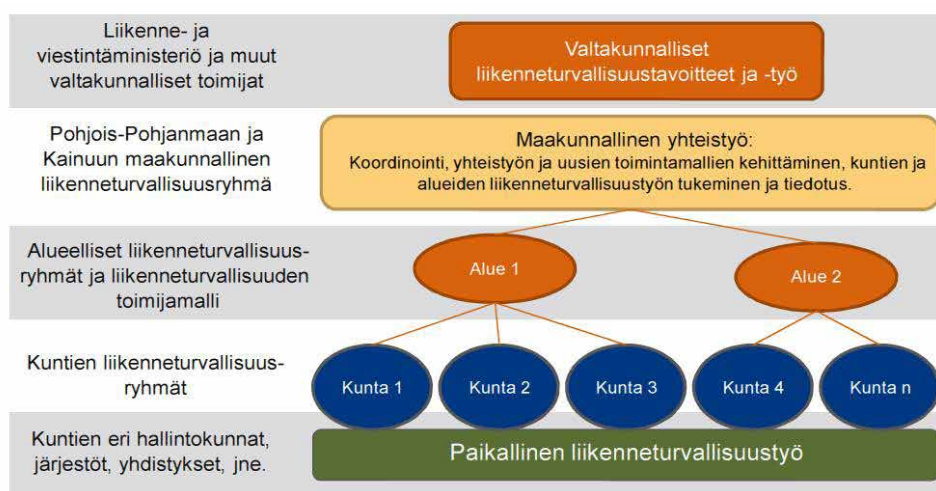 Liikenne- ja
viestintäministeriö ja muut
valtakunnalliset toimijat
Valtakunnalliset
liikenneturvallisuustavoitteet ja -työ
Pohjois-Pohjanmaan ja
Kainuun maakunnallinen
liikenneturvallisuusryhmä
Maakunnallinen yhteistyö:
Koordinointi, yhteistyön ja uusien toimintamallien kehittäminen, kuntien ja
alueiden liikenneturvallisuustyön tukeminen ja tiedotus.
Alueelliset liikenneturvallisuus-
ryhmät ja liikenneturvallisuuden
toimijamalli
Alue 1
Alue 2
Kuntien liikenneturvallisuus-
ryhmät
Kunta 1
Kunta 2
Kunta 3
Kunta 4
Kunta n
Kuntien eri hallintokunnat,
järjestöt, yhdistykset, jne.
Paikallinen liikenneturvallisuustyö